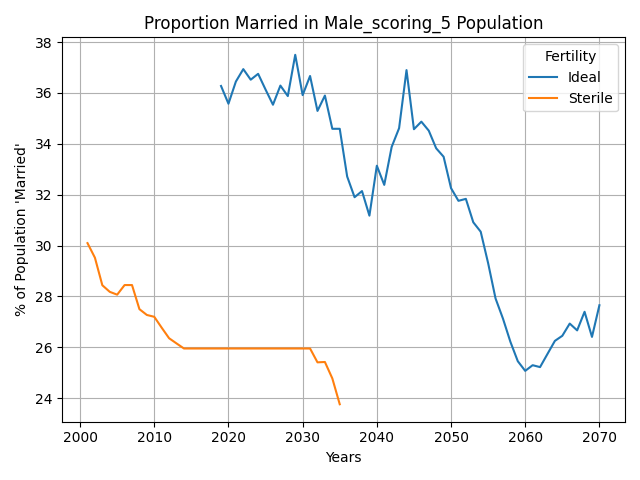 Proportion Married in Male_scoring_5 Population
Fertility
Ideal
Sterile
% of Population 'Married'
38
36
34
32
30
28
26
24
2000 2010 2020 2030 2040 2050 2060 2070
Years